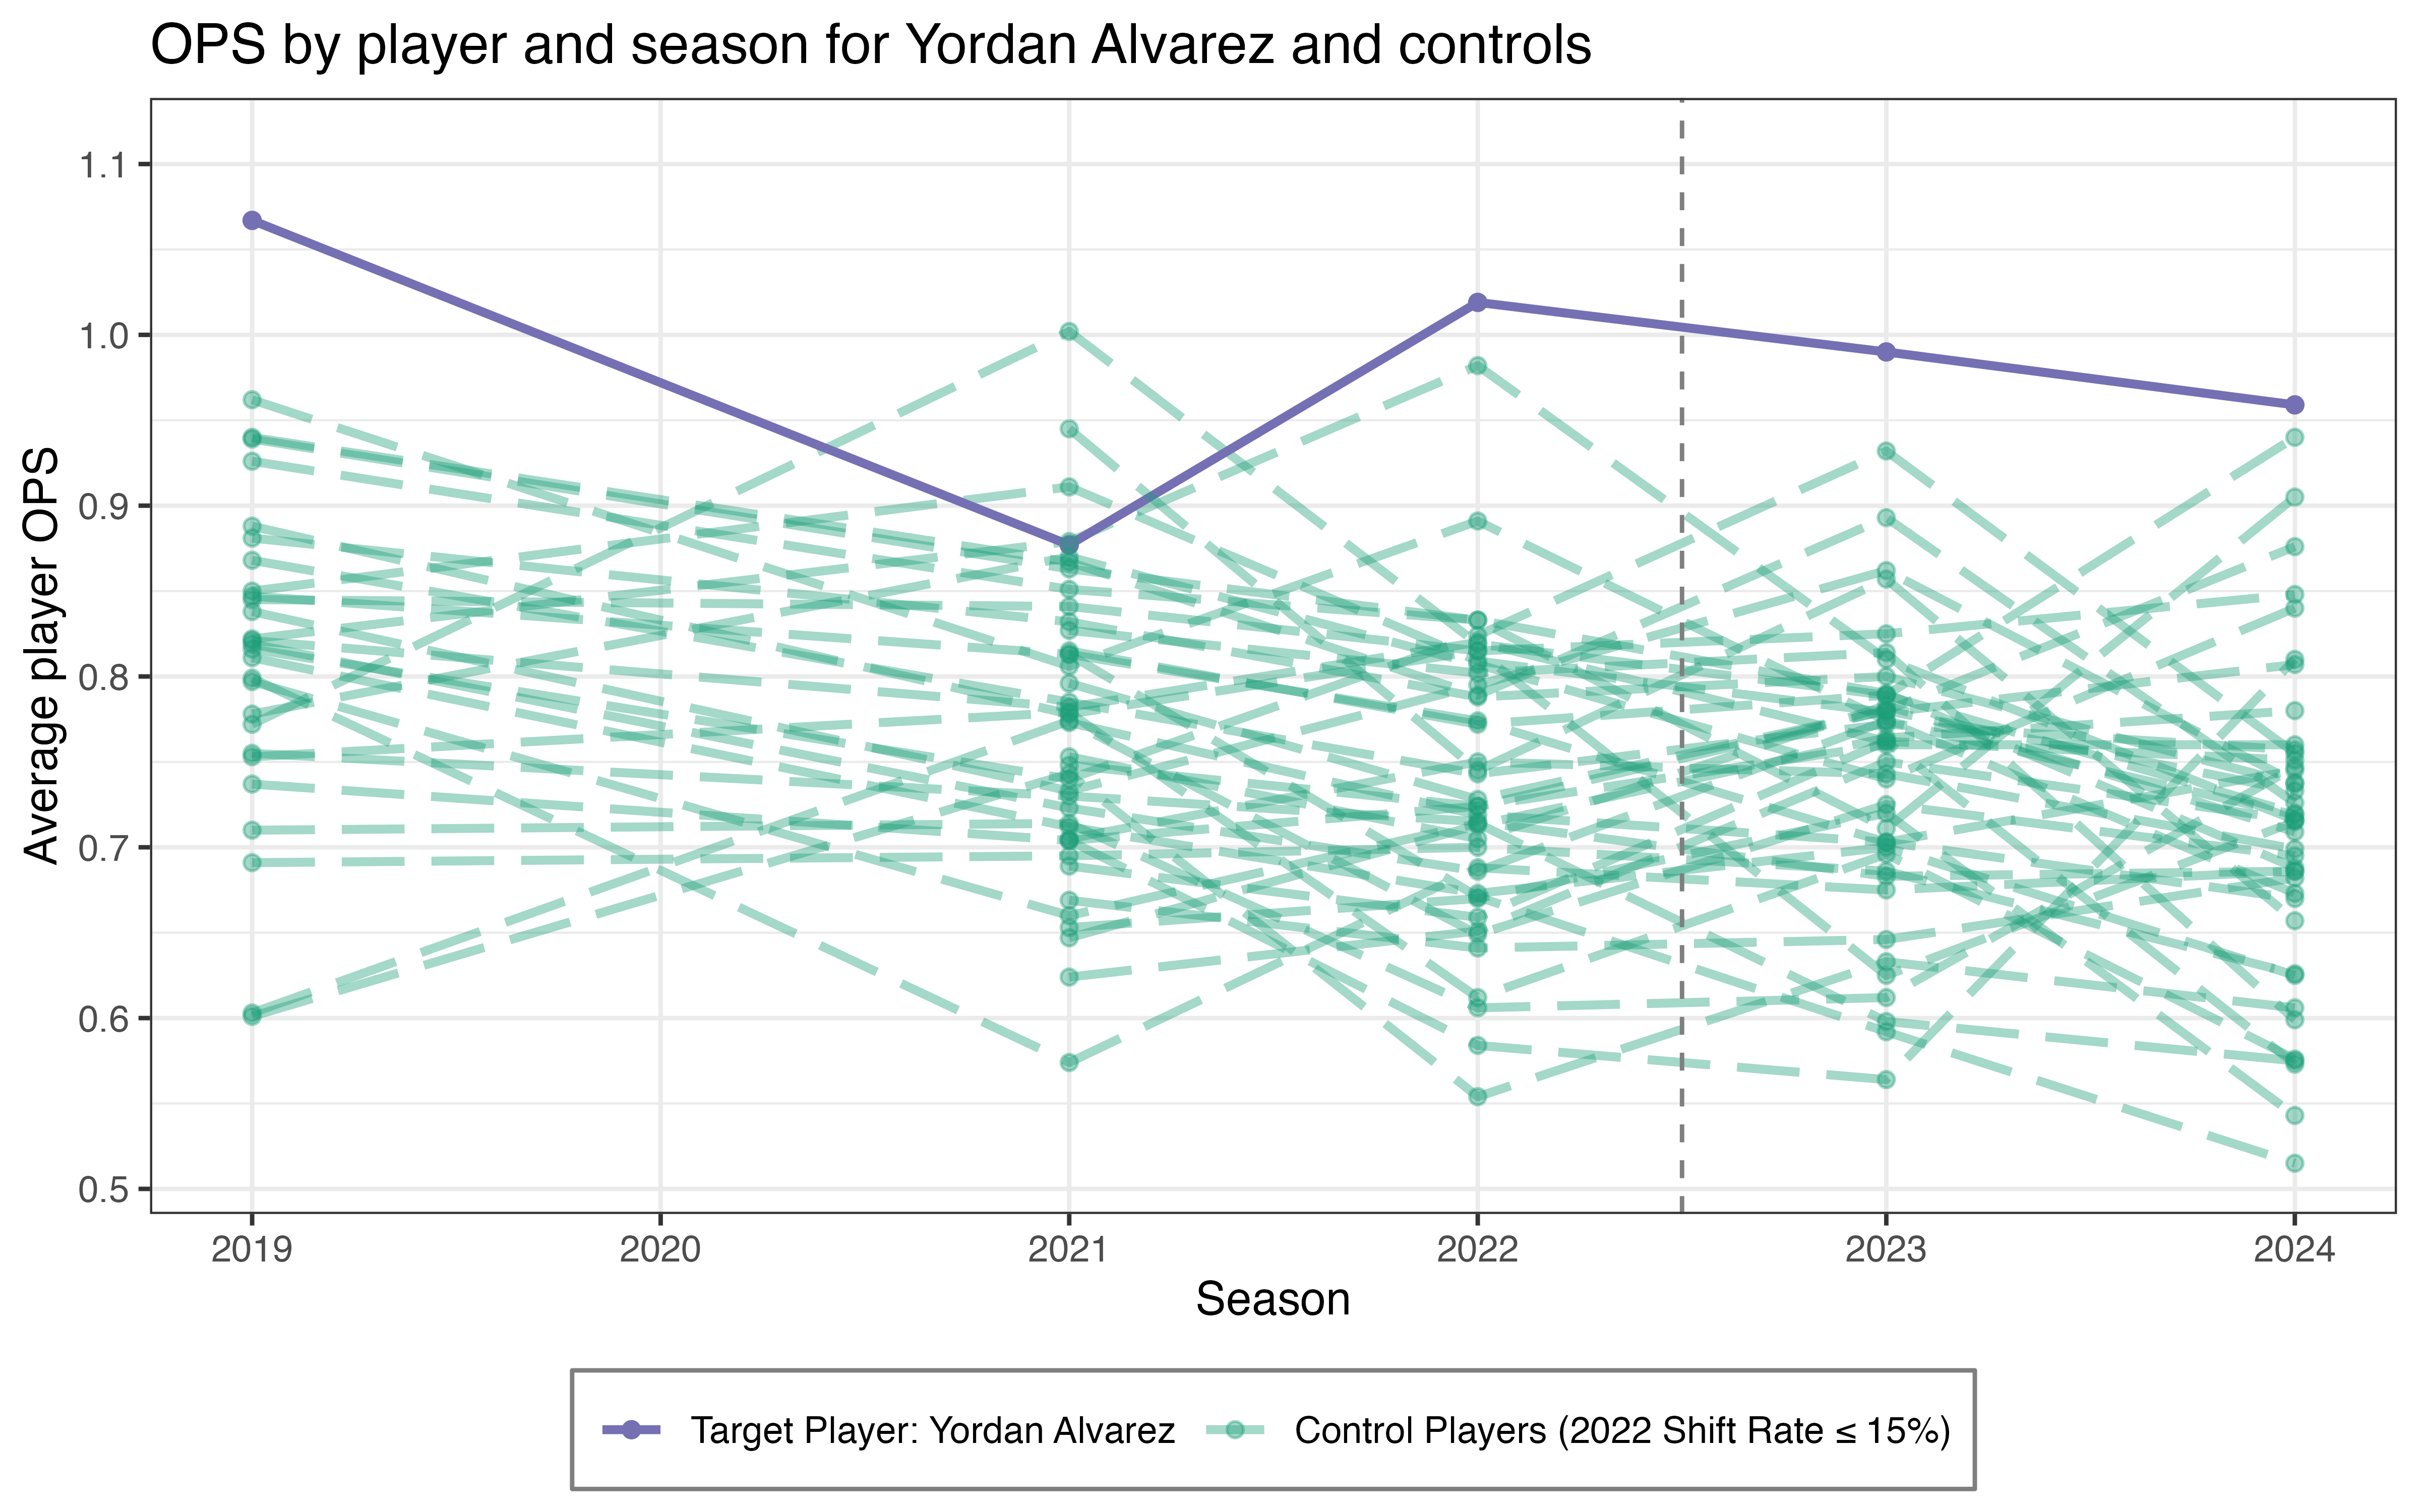 OPS by player and season for Yordan Alvarez and controls
Average player OPS
1.1
1.0
0.9
0.8
0.7
0.6
0.5
2019 2020 2021 2022 2023 2024
Season
Target Player: Yordan Alvarez Control Players (2022 Shift Rate ≤ 15%)